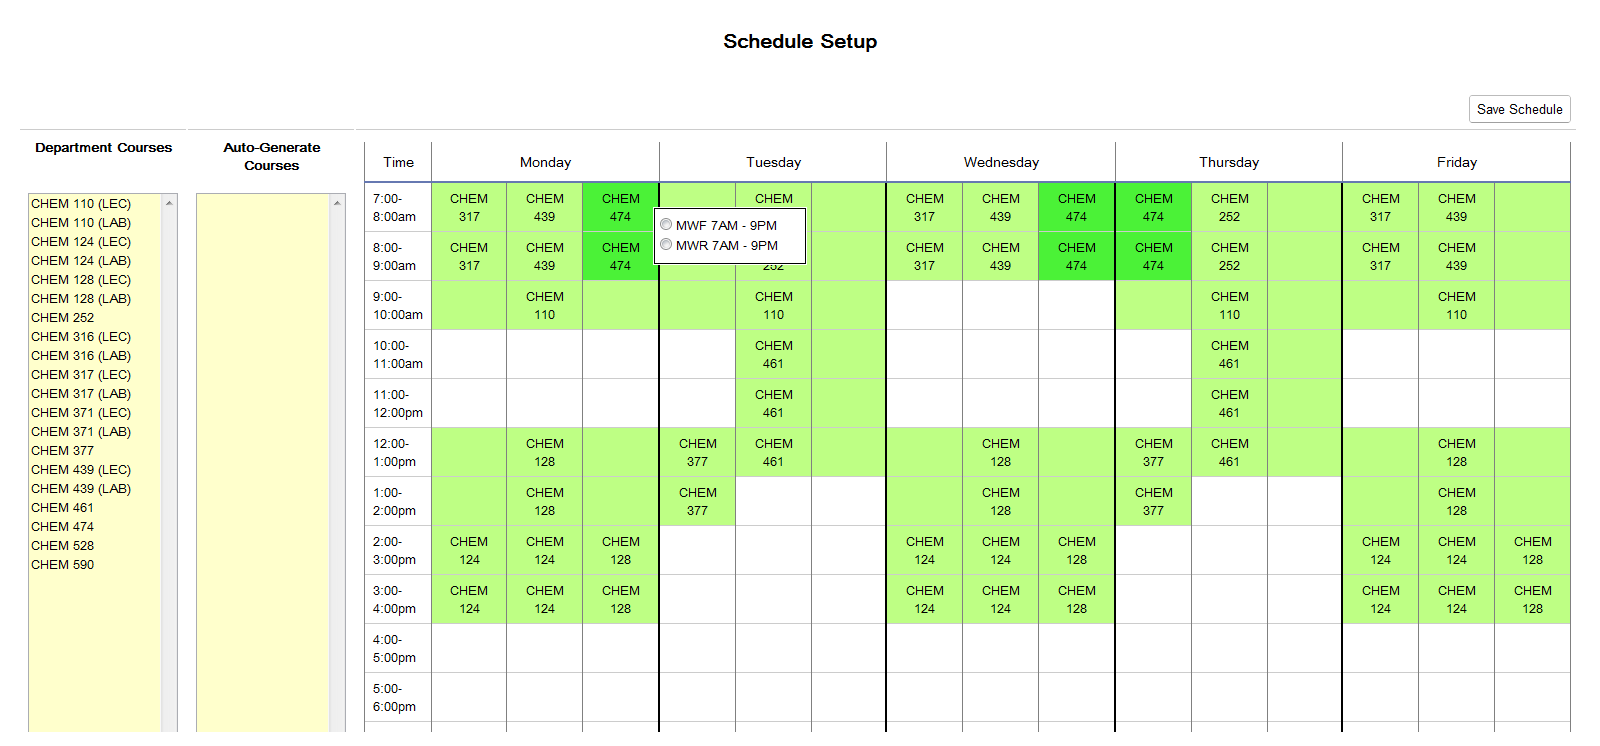 Schedule Setup
Save Schedule
Department Courses
CHEM 110 (LEC)
CHEM 110 (LAB)
CHEM 124 (LEC)
CHEM 124 (LAB)
CHEM 128 (LEC)
CHEM 128 (LAB)
CHEM 252
CHEM 316 (LEC)
CHEM 316 (LAB)
CHEM 317 (LEC)
CHEM 317 (LAB)
CHEM 371 (LEC)
CHEM 371 (LAB)
CHEM 377
CHEM 439 (LEC)
CHEM 439 (LAB)
CHEM 461
CHEM 474
CHEM 528
CHEM 590
Auto-Generate
Courses
Time Monday Tuesday Wednesday Thursday Friday
7:00- CHEM CHEM CHEM CHEM CHEM CHEM CHEM CHEM CHEM CHEM CHEM
8:00am 317 439 474 317 439 474 474 252 317 439
MWF 7AM - 9PM
MWR 7AM - 9PM
8:00- CHEM CHEM CHEM CHEM CHEM CHEM CHEM CHEM CHEM CHEM
9:00am 317 439 474 252 317 439 474 474 252 317 439
9:00- CHEM CHEM CHEM CHEM
10:00am 110 110 110 110
10:00- CHEM CHEM
11:00am 461 461
11:00- CHEM CHEM
12:00pm 461 461
12:00- CHEM CHEM CHEM CHEM CHEM CHEM CHEM
1:00pm 128 377 461 128 377 461 128
1:00- CHEM CHEM CHEM CHEM CHEM
2:00pm 128 377 128 377 128
2:00- CHEM CHEM CHEM CHEM CHEM CHEM CHEM CHEM CHEM
3:00pm 124 124 128 124 124 128 124 124 128
3:00- CHEM CHEM CHEM CHEM CHEM CHEM CHEM CHEM CHEM
4:00pm 124 124 128 124 124 128 124 124 128
4:00-
5:00pm
5:00-
6:00pm